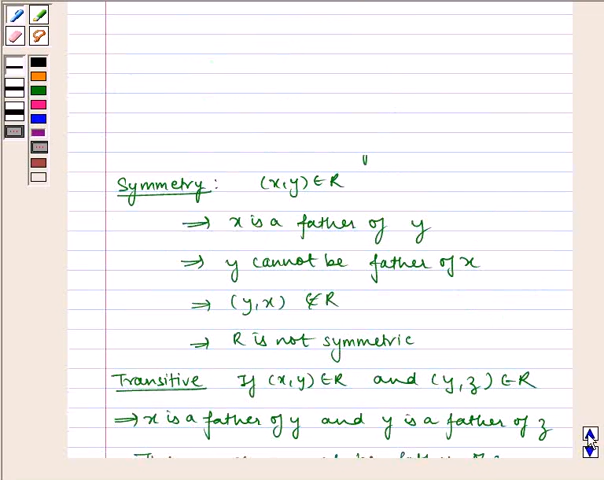 Symmetry: (x,y)∈R
⇒ x is a father of y
⇒ y cannot be father of x
⇒ (y,x) ∉R
⇒ R is not symmetric
Transitive If (x,y)∈R and (y,z)∈R
⇒ x is a father of y and y is a father of z